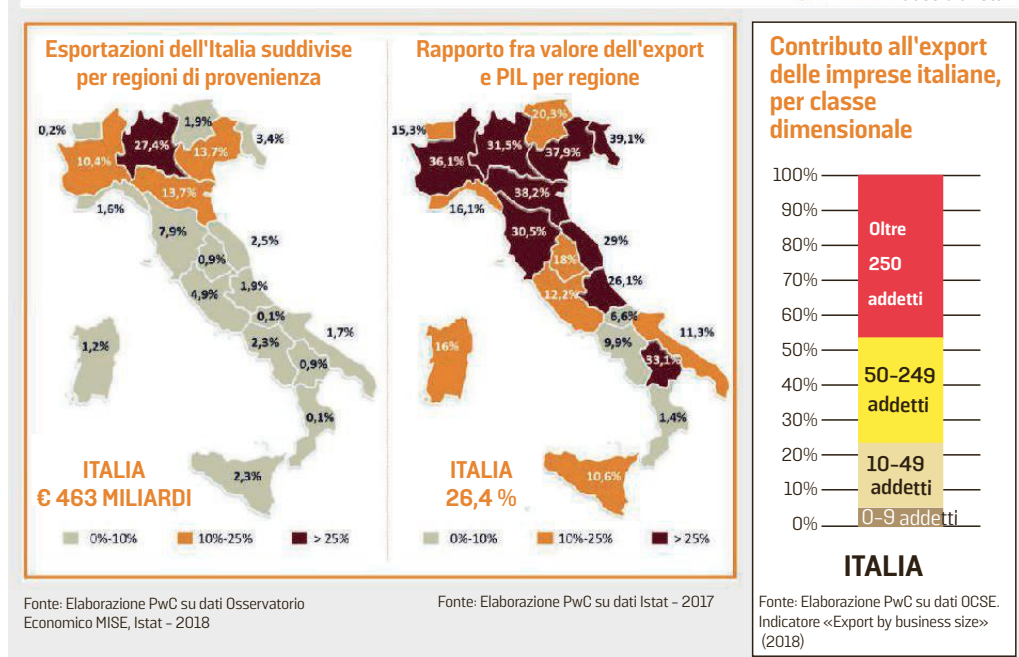 Esportazioni dell'Italia suddivise
per regioni di provenienza
0,2%
1,9%
3,4%
27,4%
13,7%
10,4%
13,7%
1,6%
7,9%
2,5%
0,9%
4,9%
1,9%
0,1%
1,7%
2,3%
1,2%
0,9%
0,1%
2,3%
ITALIA
€ 463 MILIARDI
0%-10%
10%-25%
> 25%
Fonte: Elaborazione PwC su dati Osservatorio
Economico MISE, Istat - 2018
Rapporto fra valore dell'export
e PIL per regione
20,3%
15,3%
39,1%
31,5%
37,9%
36,1%
38,2%
16,1%
30,5%
29%
18%
26,1%
12,2%
6,6%
11,3%
9,9%
16%
33,1%
1,4%
10,6%
ITALIA
26,4 %
0%-10%
10%-25%
> 25%
Fonte: Elaborazione PwC su dati Istat - 2017
Contributo all'export
delle imprese italiane,
per classe
dimensionale
100%
90%
80%
70%
60%
50%
40%
30%
20%
10%
0%
Oltre
250
addetti
50-249
addetti
10-49
addetti
0-9 addetti
ITALIA
Fonte: Elaborazione PwC su dati OCSE.
Indicatore «Export by business size»
(2018)